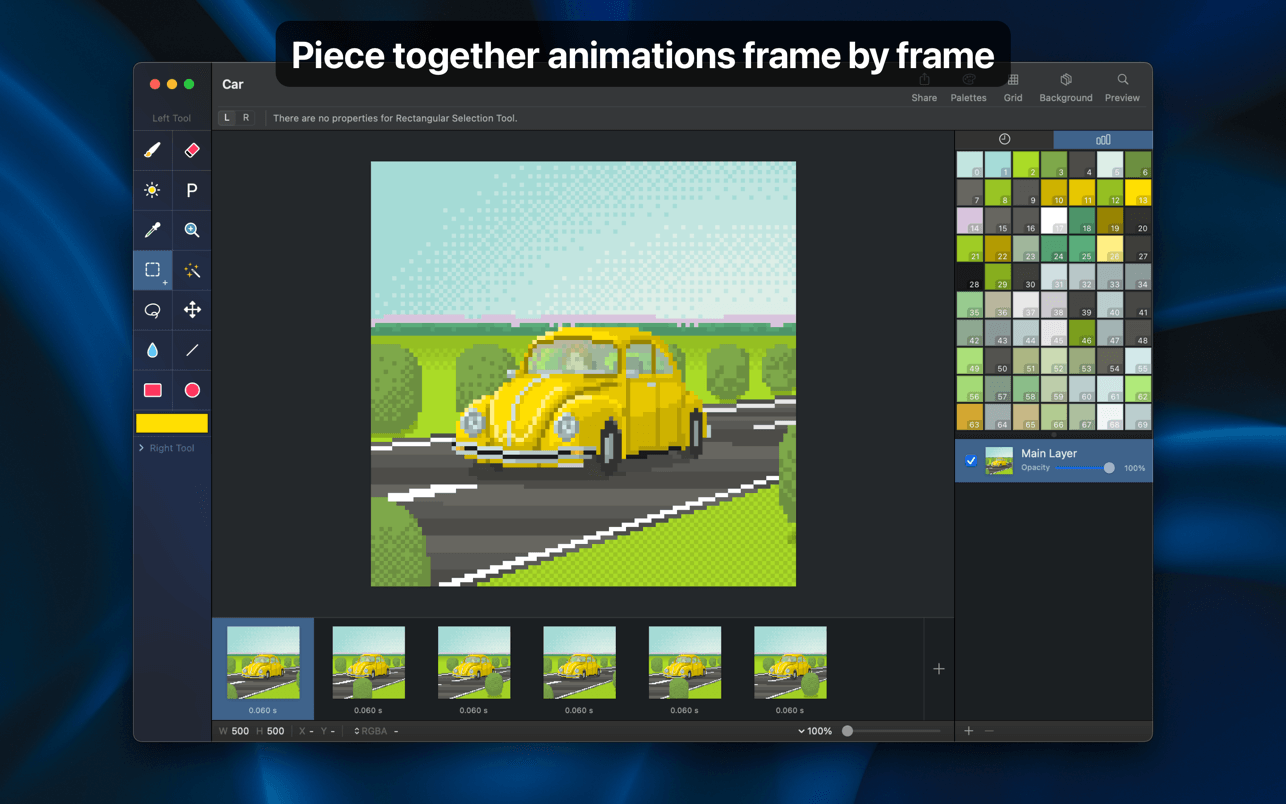 Piece together animations frame by frame
Car
Share Palettes Grid Background Preview
Left Tool
L R There are no properties for Rectangular Selection Tool.
P
0 1 2 3 4 5 6
7 8 9 10 11 12 13
14 15 16 17 18 19 20
21 22 23 24 25 26 27
28 29 30 31 32 33 34
35 36 37 38 39 40 41
42 43 44 45 46 47 48
49 50 51 52 53 54 55
56 57 58 59 60 61 62
63 64 65 66 67 68 69
Right Tool
Main Layer
Opacity 100%
0.060 s 0.060 s 0.060 s 0.060 s 0.060 s 0.060 s
W 500 H 500 X - Y - RGBA - 100%